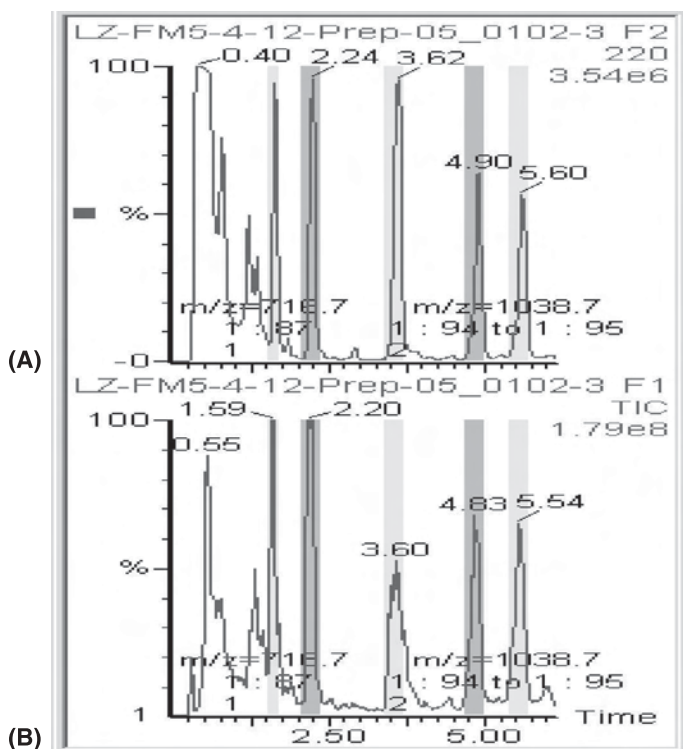 LZ-FM5-4-12-Prep-05_0102-3 F2
220
3.54e6
100
0.40
2.24
3.62
4.90
5.60
%
m/z=716.7 m/z=1038.7
1 : 87 1 : 94 to 1 : 95
1 2
-0
(A)
LZ-FM5-4-12-Prep-05_0102-3 F1
TIC
1.79e8
100
1.59
2.20
0.55
3.60
4.83
5.54
%
m/z=716.7 m/z=1038.7
1 : 87 1 : 94 to 1 : 95
1 2
1
Time
2.50 5.00
(B)